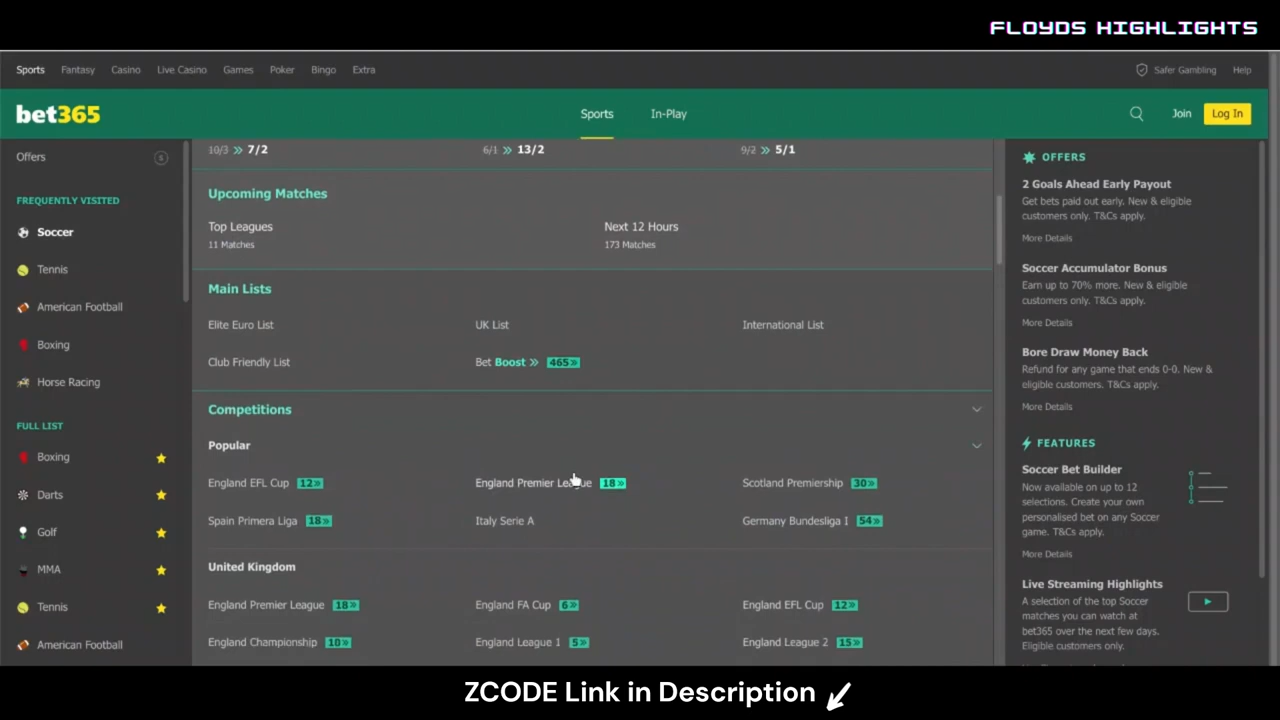 FLOYDS HIGHLIGHTS
Sports Fantasy Casino Live Casino Games Poker Bingo Extra Safer Gambling Help
bet365 Sports In-Play Join Log In
Offers
FREQUENTLY VISITED
Soccer
Tennis
American Football
Boxing
Horse Racing
FULL LIST
Boxing
Darts
Golf
MMA
Tennis
American Football
10/3 » 7/2 6/1 » 13/2 9/2 » 5/1
Upcoming Matches
Top Leagues Next 12 Hours
11 Matches 173 Matches
Main Lists
Elite Euro List UK List International List
Club Friendly List Bet Boost » 465»
Competitions
Popular
England EFL Cup 12» England Premier League 18» Scotland Premiership 30»
Spain Primera Liga 18» Italy Serie A Germany Bundesliga I 54»
United Kingdom
England Premier League 18» England FA Cup 6» England EFL Cup 12»
England Championship 10» England League 1 5» England League 2 15»
OFFERS
2 Goals Ahead Early Payout
Get bets paid out early. New & eligible
customers only. T&Cs apply.
More Details
Soccer Accumulator Bonus
Earn up to 70% more. New & eligible
customers only. T&Cs apply.
More Details
Bore Draw Money Back
Refund for any game that ends 0-0. New &
eligible customers. T&Cs apply.
More Details
FEATURES
Soccer Bet Builder
Now available on up to 12
selections. Create your own
personalised bet on any Soccer
game. T&Cs apply.
More Details
Live Streaming Highlights
A selection of the top Soccer
matches you can watch at
bet365 over the next few days.
Eligible customers only.
ZCODE Link in Description